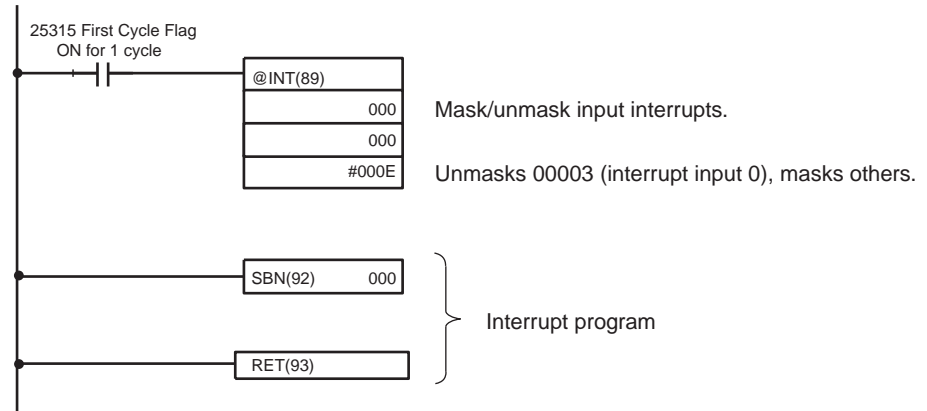 25315 First Cycle Flag
ON for 1 cycle
@INT(89)
000 Mask/unmask input interrupts.
000
#000E Unmasks 00003 (interrupt input 0), masks others.
SBN(92) 000
Interrupt program
RET(93)